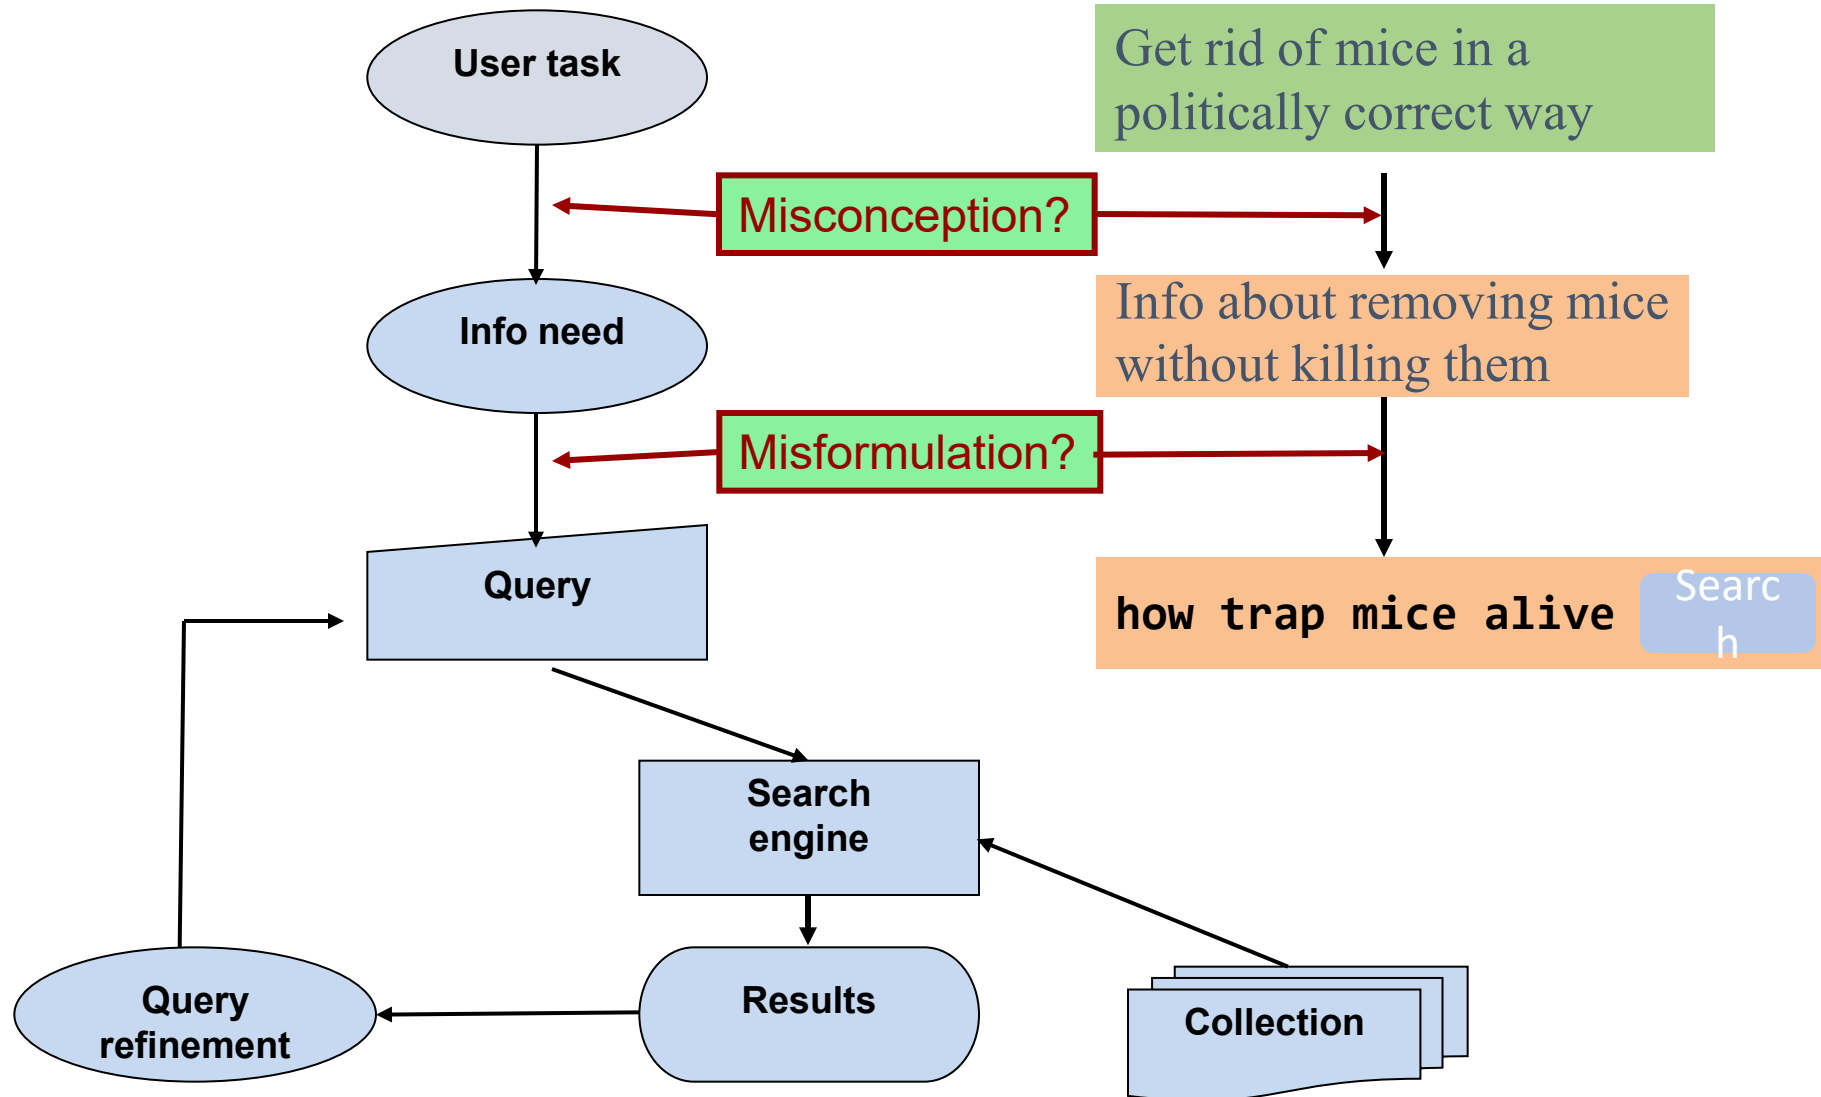 User task
Get rid of mice in a
politically correct way
Misconception?
Info need
Info about removing mice
without killing them
Misformulation?
Query
how trap mice alive
Searc
h
Search
engine
Results
Query
refinement
Collection